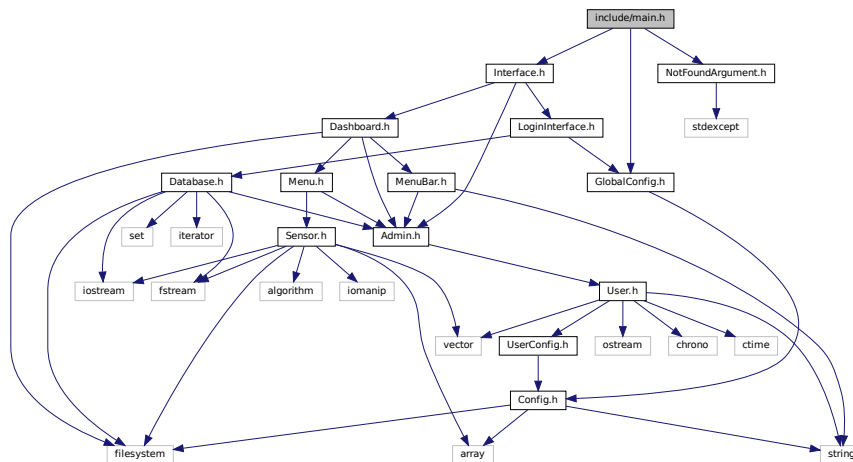 include/main.h
Interface.h
NotFoundArgument.h
Dashboard.h
LoginInterface.h
stdexcept
Database.h
Menu.h
MenuBar.h
GlobalConfig.h
set
iterator
Sensor.h
Admin.h
iostream
fstream
algorithm
iomanip
User.h
vector
UserConfig.h
ostream
chrono
ctime
Config.h
filesystem
array
string